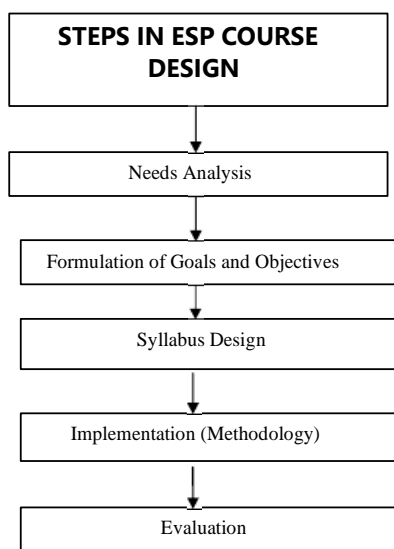 STEPS IN ESP COURSE
DESIGN
Needs Analysis
Formulation of Goals and Objectives
Syllabus Design
Implementation (Methodology)
Evaluation